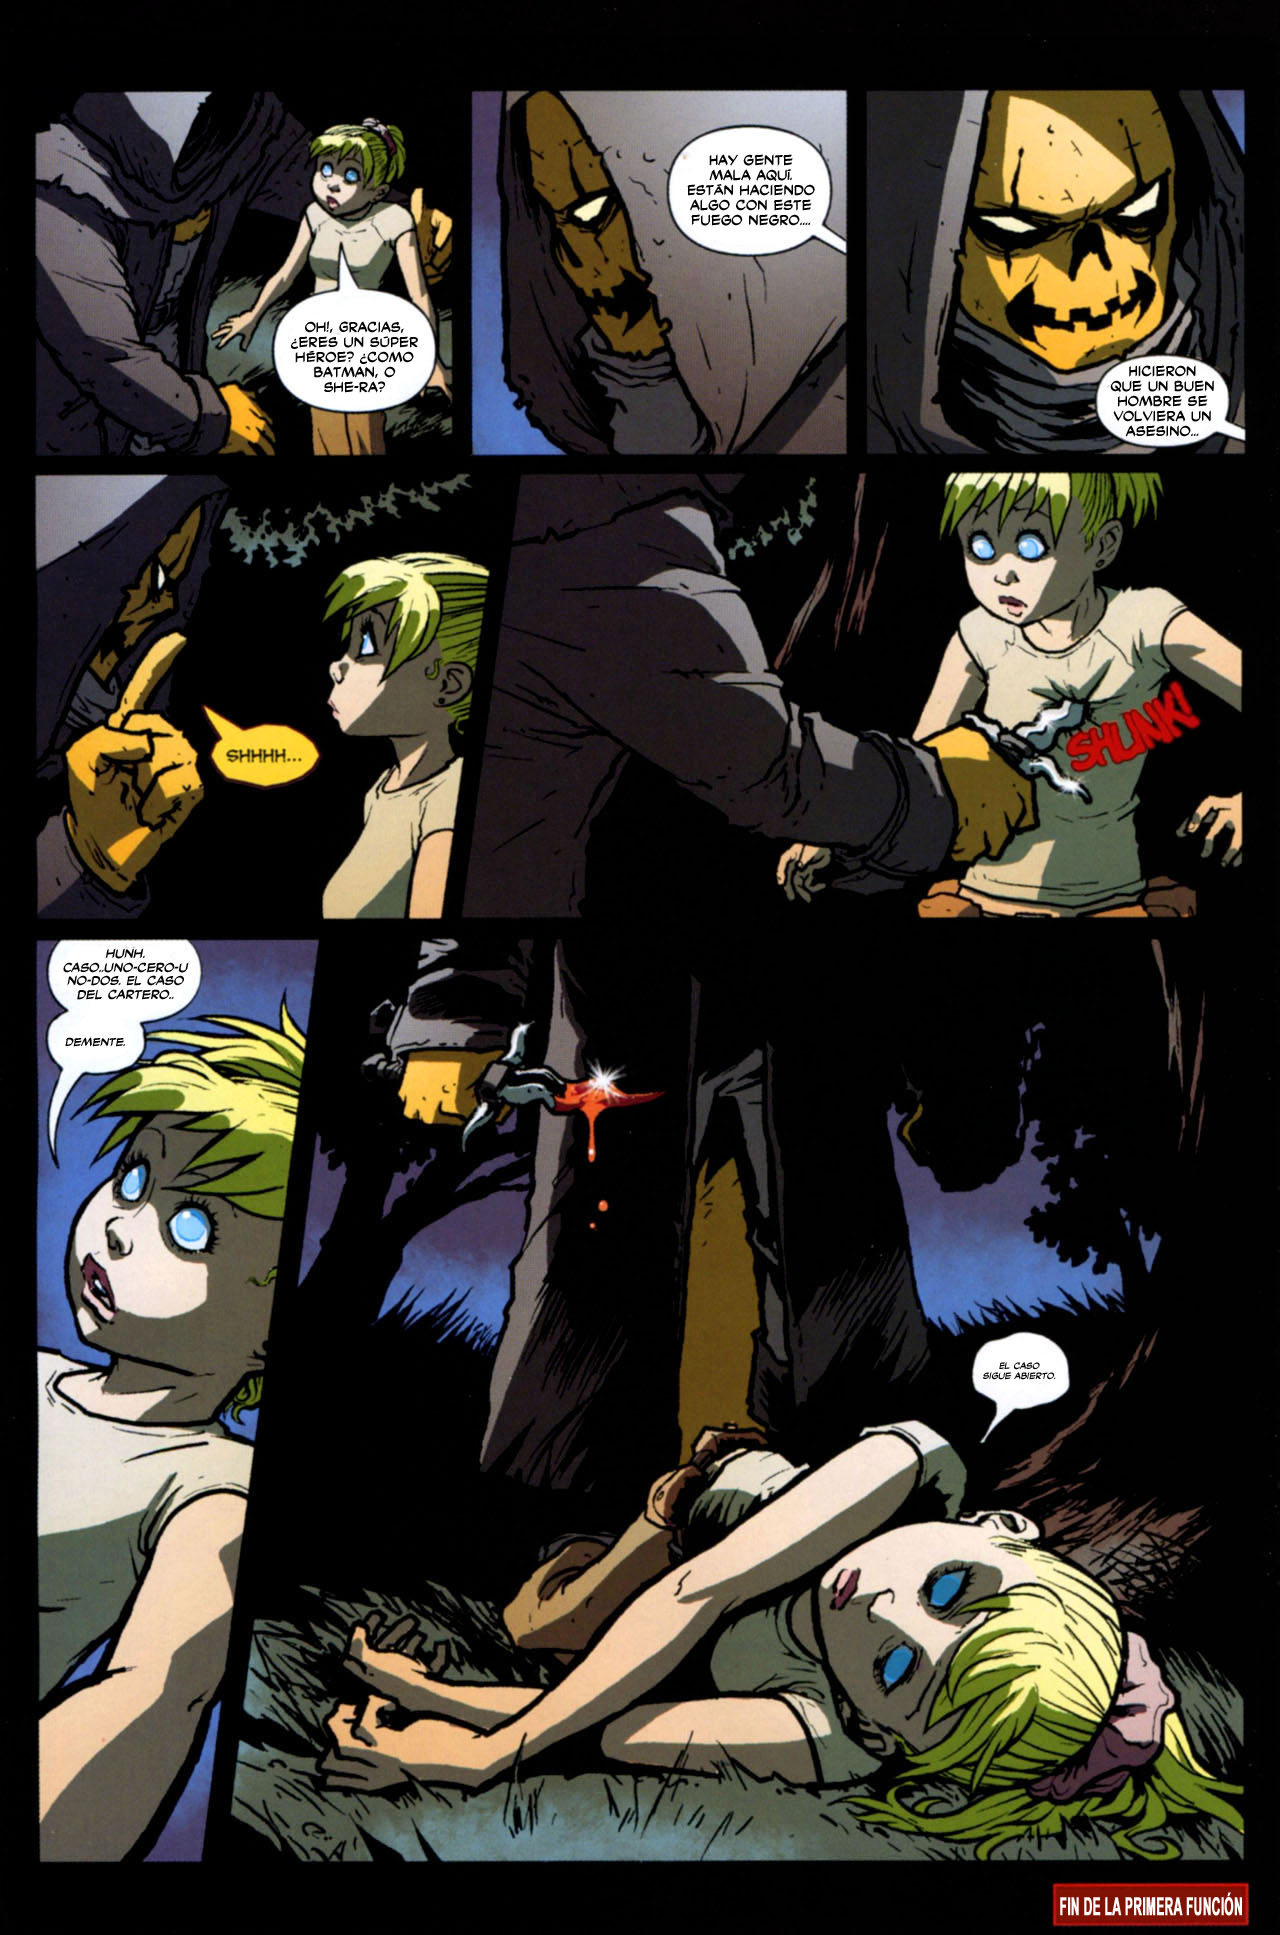 OH!, GRACIAS,
¿ERES UN SÚPER
HÉROE? ¿COMO
BATMAN, O
SHE-RA?
HAY GENTE
MALA AQUÍ.
ESTÁN HACIENDO
ALGO CON ESTE
FUEGO NEGRO....
HICIERON
QUE UN BUEN
HOMBRE SE
VOLVIERA UN
ASESINO...
SHHHH...
SHUNK!
HUNH.
CASO..UNO-CERO-U
NO-DOS. EL CASO
DEL CARTERO..
DEMENTE.
EL CASO
SIGUE ABIERTO.
FIN DE LA PRIMERA FUNCIÓN